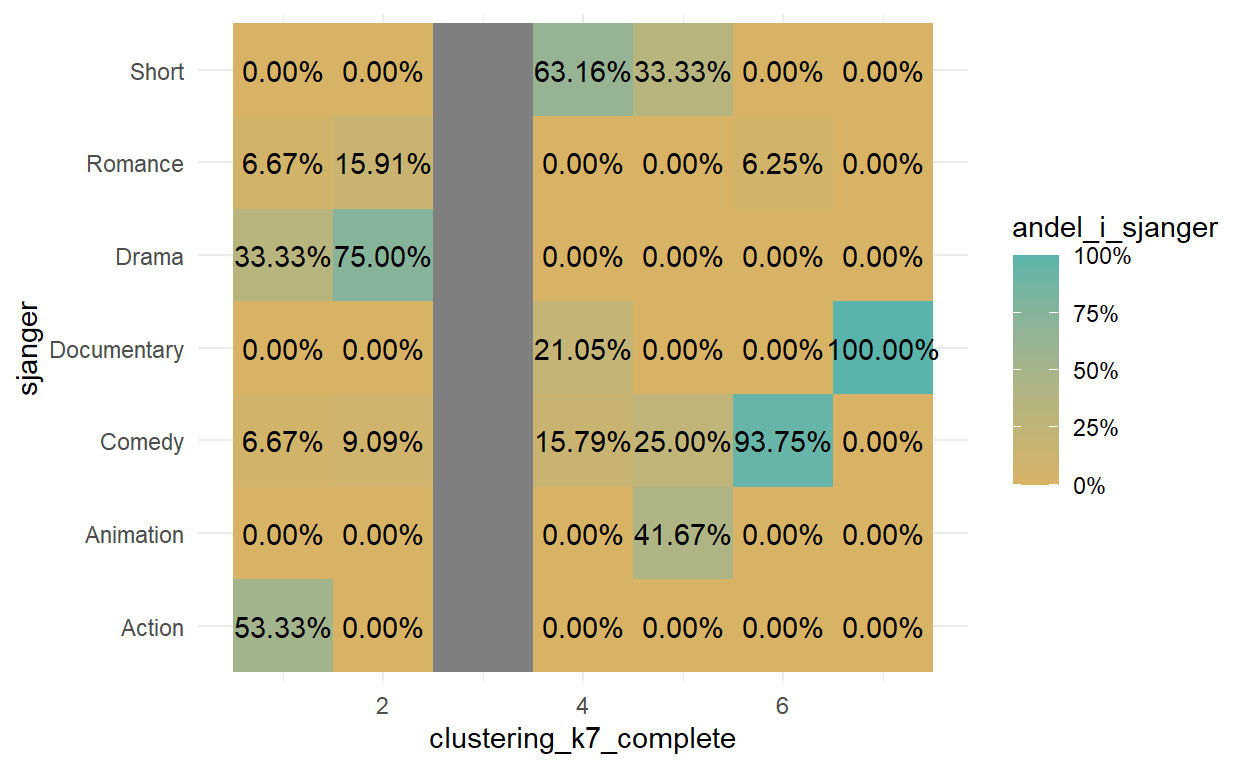 Short 0.00% 0.00% 63.16% 33.33% 0.00% 0.00%
Romance 6.67% 15.91% 0.00% 0.00% 6.25% 0.00%
Drama 33.33% 75.00% 0.00% 0.00% 0.00% 0.00%
Documentary 0.00% 0.00% 21.05% 0.00% 0.00% 100.00%
Comedy 6.67% 9.09% 15.79% 25.00% 93.75% 0.00%
Animation 0.00% 0.00% 0.00% 41.67% 0.00% 0.00%
Action 53.33% 0.00% 0.00% 0.00% 0.00% 0.00%
2 4 6
clustering_k7_complete
sjanger
andel_i_sjanger
100%
75%
50%
25%
0%